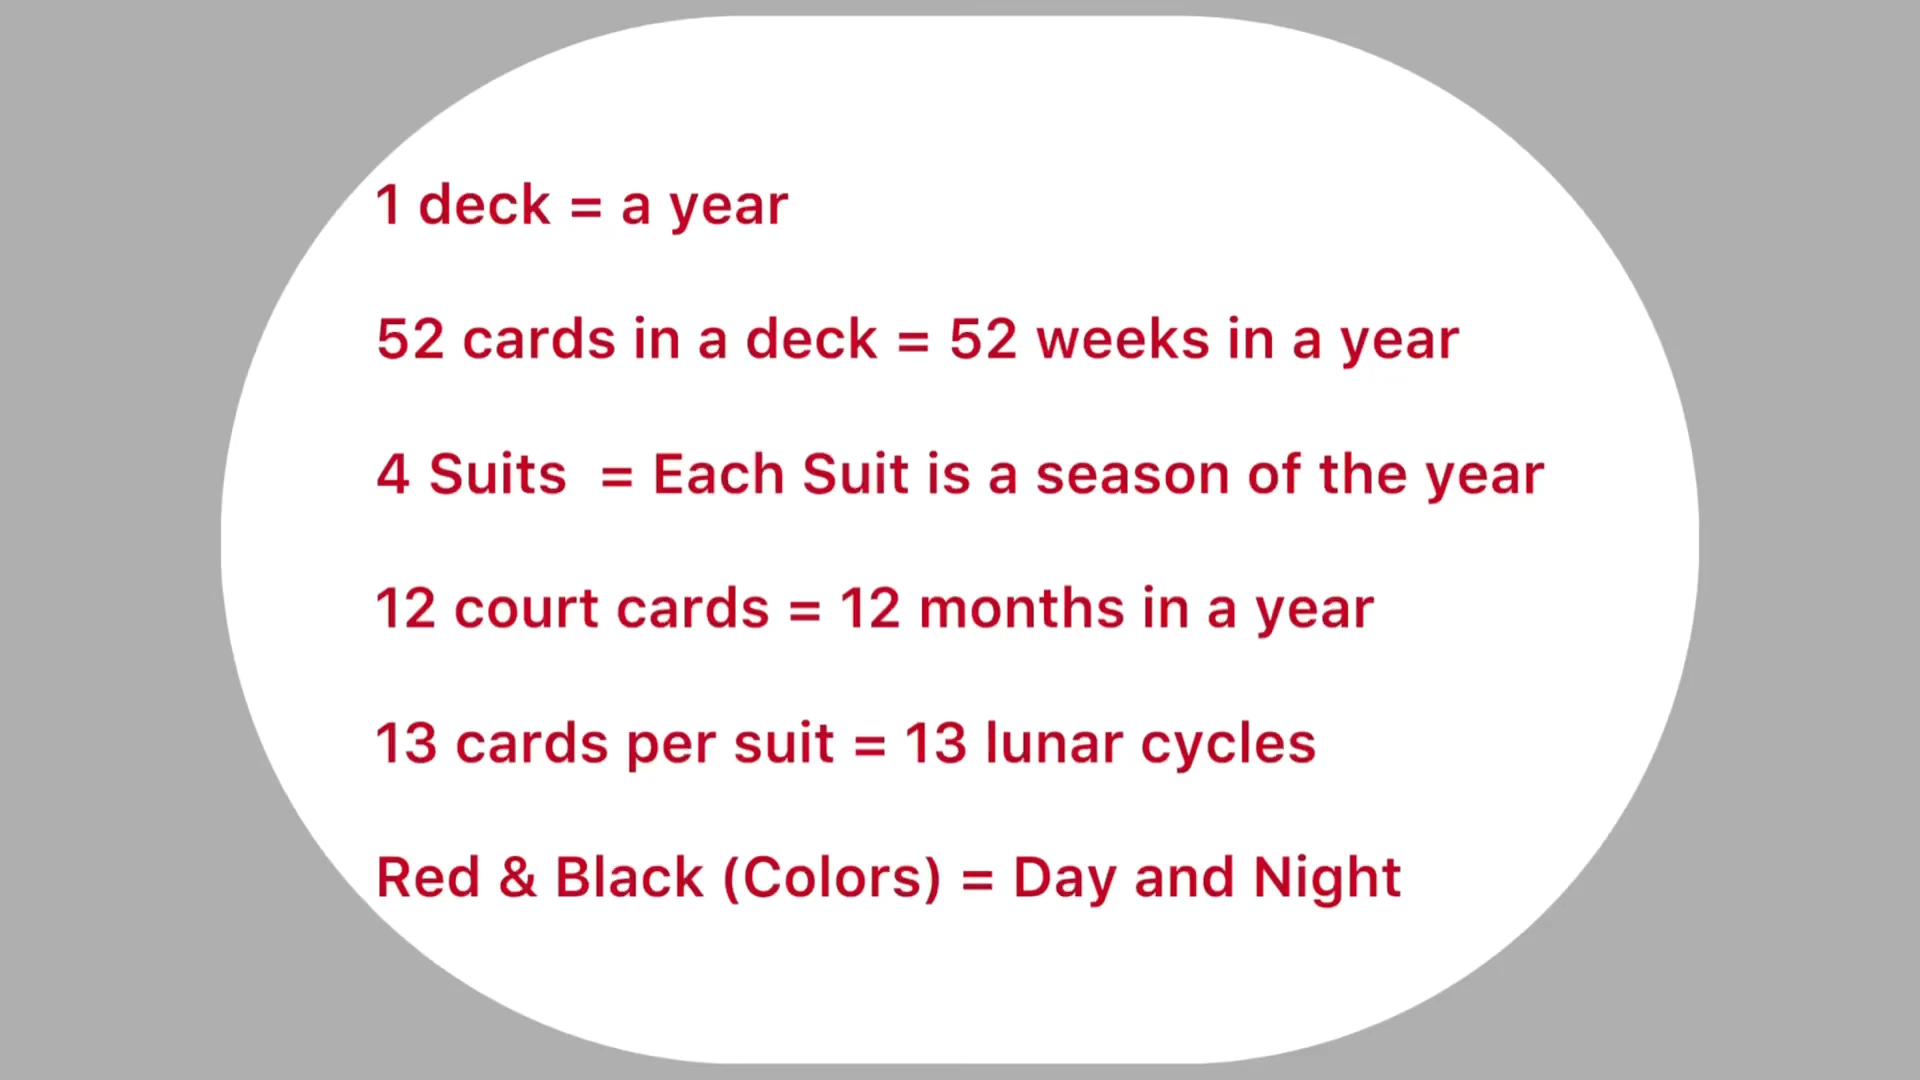 1 deck = a year
52 cards in a deck = 52 weeks in a year
4 Suits = Each Suit is a season of the year
12 court cards = 12 months in a year
13 cards per suit = 13 lunar cycles
Red & Black (Colors) = Day and Night